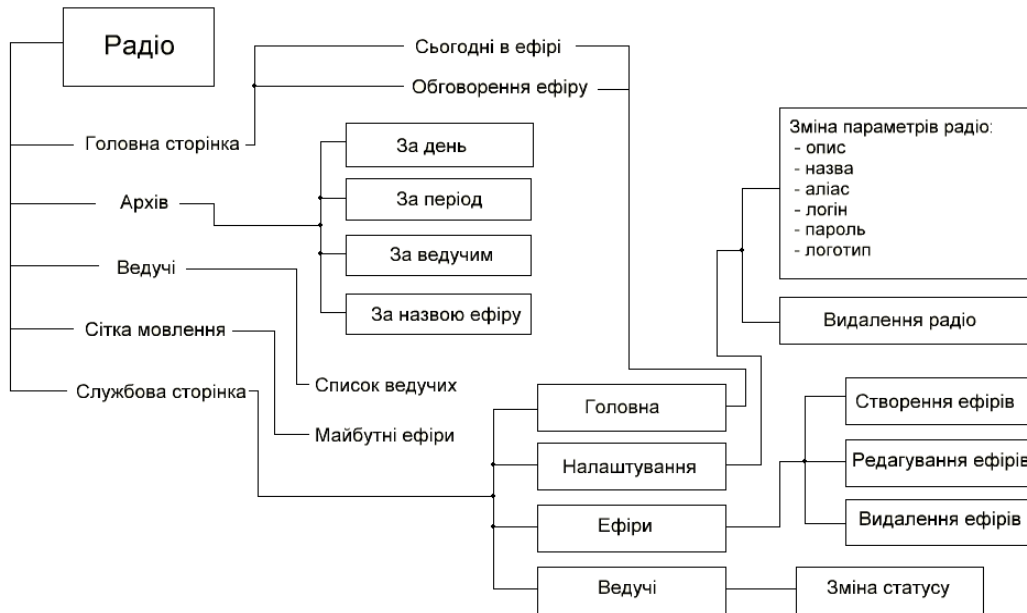 Радіо
Сьогодні в ефірі
Обговорення ефіру
Головна сторінка
Архів
Ведучі
Сітка мовлення
Службова сторінка
За день
За період
За ведучим
За назвою ефіру
Список ведучих
Майбутні ефіри
Головна
Налаштування
Ефіри
Ведучі
Зміна параметрів радіо:
- опис
- назва
- аліас
- логін
- пароль
- логотип
Видалення радіо
Створення ефірів
Редагування ефірів
Видалення ефірів
Зміна статусу